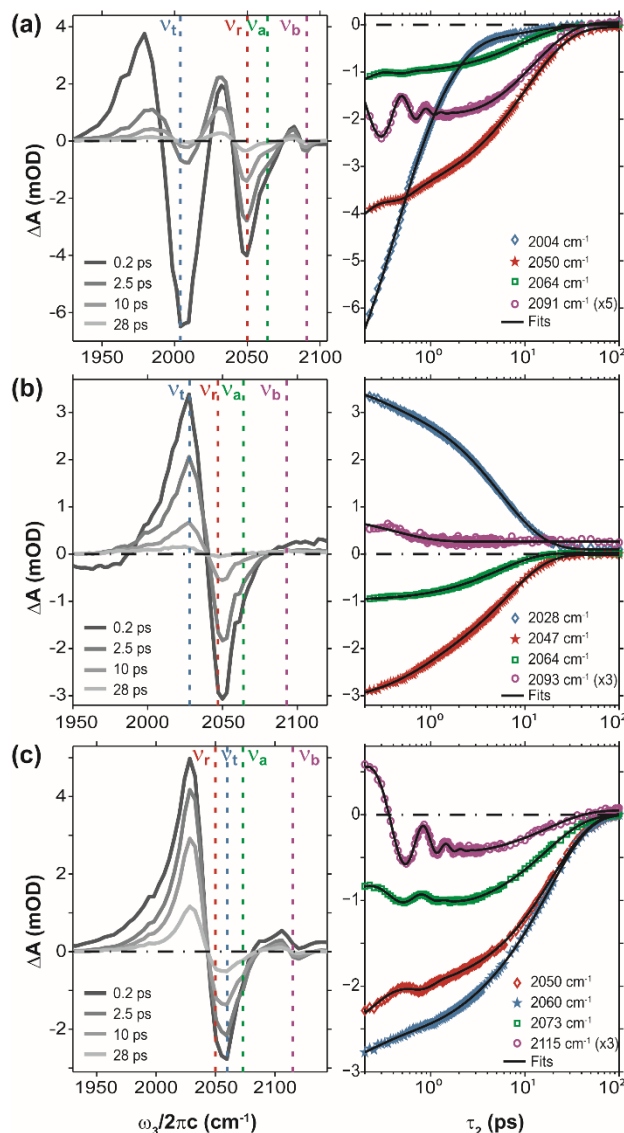 (a)
νt νr νa νb
ΔA (mOD)
4
2
0
−2
−4
−6
0.2 ps
2.5 ps
10 ps
28 ps
1950 2000 2050 2100
0
−1
−2
−3
−4
−5
−6
2004 cm⁻¹
2050 cm⁻¹
2064 cm⁻¹
2091 cm⁻¹ (x5)
Fits
10⁰ 10¹ 10²
(b)
νt νr νa νb
ΔA (mOD)
3
2
1
0
−1
−2
−3
0.2 ps
2.5 ps
10 ps
28 ps
1950 2000 2050 2100
3
2
1
0
−1
−2
−3
2028 cm⁻¹
2047 cm⁻¹
2064 cm⁻¹
2093 cm⁻¹ (x3)
Fits
10⁰ 10¹ 10²
(c)
νr νt νa νb
ΔA (mOD)
4
2
0
−2
0.2 ps
2.5 ps
10 ps
28 ps
1950 2000 2050 2100
0
−1
−2
−3
2050 cm⁻¹
2060 cm⁻¹
2073 cm⁻¹
2115 cm⁻¹ (x3)
Fits
10⁰ 10¹ 10²
ω₃/2πc (cm⁻¹)
τ₂ (ps)